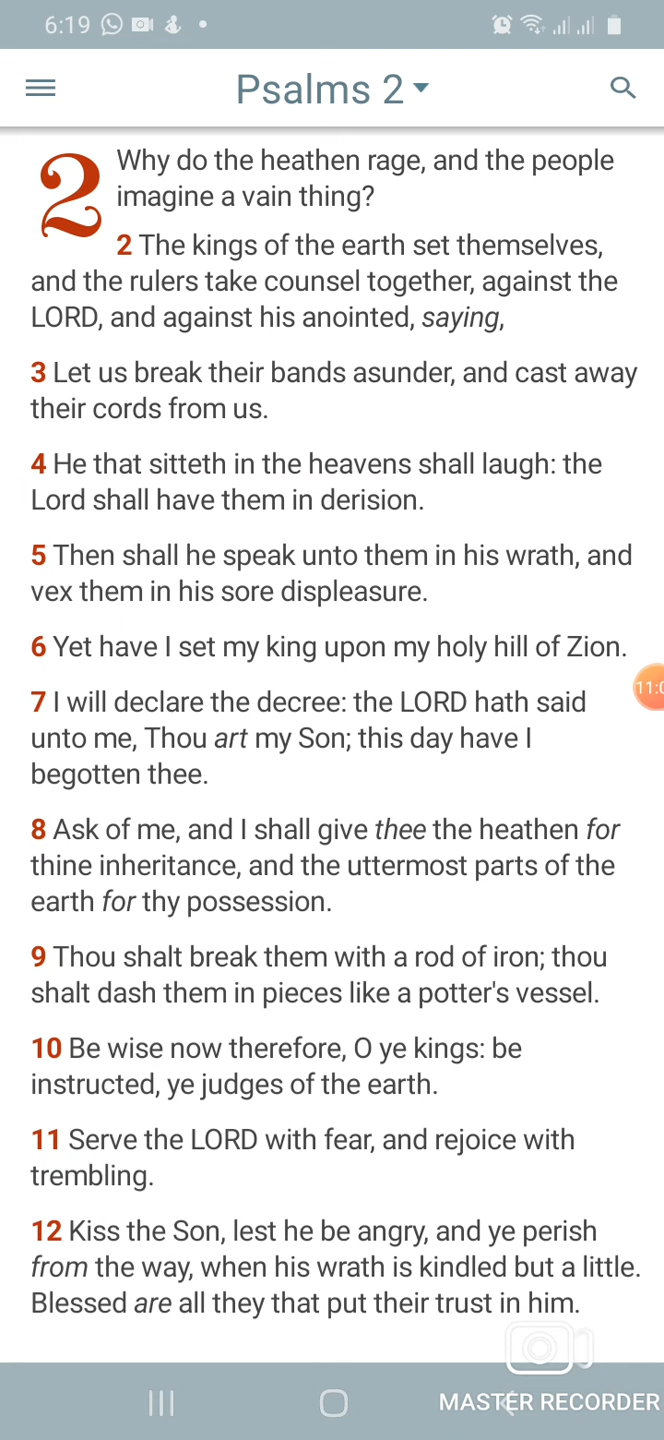 6:19
Psalms 2
2 Why do the heathen rage, and the people
imagine a vain thing?
2 The kings of the earth set themselves,
and the rulers take counsel together, against the
LORD, and against his anointed, saying,
3 Let us break their bands asunder, and cast away
their cords from us.
4 He that sitteth in the heavens shall laugh: the
Lord shall have them in derision.
5 Then shall he speak unto them in his wrath, and
vex them in his sore displeasure.
6 Yet have I set my king upon my holy hill of Zion.
7 I will declare the decree: the LORD hath said
unto me, Thou art my Son; this day have I
begotten thee.
8 Ask of me, and I shall give thee the heathen for
thine inheritance, and the uttermost parts of the
earth for thy possession.
9 Thou shalt break them with a rod of iron; thou
shalt dash them in pieces like a potter's vessel.
10 Be wise now therefore, O ye kings: be
instructed, ye judges of the earth.
11 Serve the LORD with fear, and rejoice with
trembling.
12 Kiss the Son, lest he be angry, and ye perish
from the way, when his wrath is kindled but a little.
Blessed are all they that put their trust in him.
MASTER RECORDER